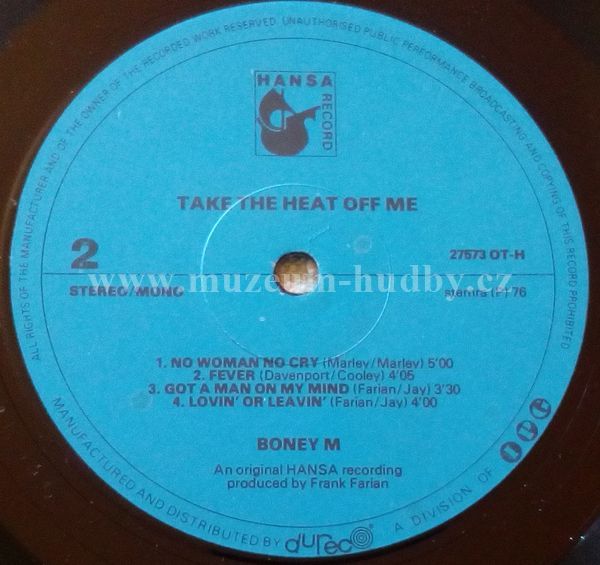 ALL RIGHTS OF THE MANUFACTURER AND OF THE OWNER OF THE RECORDED WORK RESERVED. UNAUTHORISED PUBLIC PERFORMANCE BROADCASTING AND COPYING OF THIS RECORD PROHIBITED
HANSA
RECORD
TAKE THE HEAT OFF ME
2
27573 OT-H
STEREO/MONO
stemra (P) 76
www.muzeum-hudby.cz
1. NO WOMAN NO CRY (Marley/Marley) 5'00
2. FEVER (Davenport/Cooley) 4'05
3. GOT A MAN ON MY MIND (Farian/Jay) 3'30
4. LOVIN' OR LEAVIN' (Farian/Jay) 4'00
BONEY M
An original HANSA recording
produced by Frank Farian
MANUFACTURED AND DISTRIBUTED BY dureco A DIVISION OF